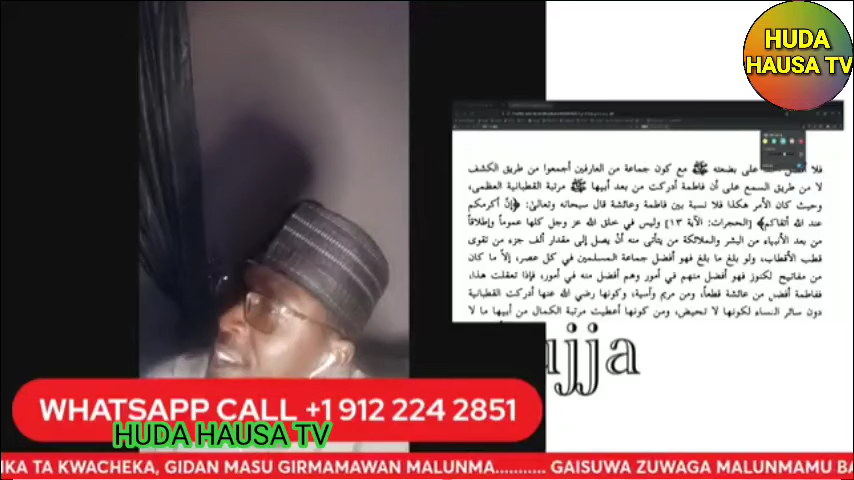 HUDA
HAUSA TV
على بضعته ﷺ مع كون جماعة من العارفين أجمعوا من طريق الكشف
لا من طريق السمع على أن فاطمة أدركت من بعد أبيها ﷺ مرتبة القطبانية العظمى،
وحيث كان الأمر هكذا فلا نسبة بين فاطمة وعائشة قال سبحانه وتعالى: ﴿إنّ أكرمكم
عند الله أتقاكم﴾ [الحجرات: الآية ١٣] وليس في خلق الله عز وجل كلها عموماً وإطلاقاً
من بعد الأنبياء من البشر والملائكة من يتأتى منه أن يصل إلى مقدار ألف جزء من تقوى
قطب الأقطاب، ولو بلغ ما بلغ فهو أفضل جماعة المسلمين في كل عصر، إلاّ ما كان
من مفاتيح الكنوز فهو أفضل منهم في أمور وهم أفضل منه في أمور، فإذا تعقلت هذا،
ففاطمة أفضل من عائشة قطعاً، ومن مريم وآسية، وكونها رضي الله عنها أدركت القطبانية
دون سائر النساء لكونها لا تحيض، ومن كونها أعطيت مرتبة الكمال من أبيها ما لا
ujja
WHATSAPP CALL +1 912 224 2851
HUDA HAUSA TV
IKA TA KWACHEKA, GIDAN MASU GIRMAMAWAN MALUNMA........... GAISUWA ZUWAGA MALUNMAMU BA